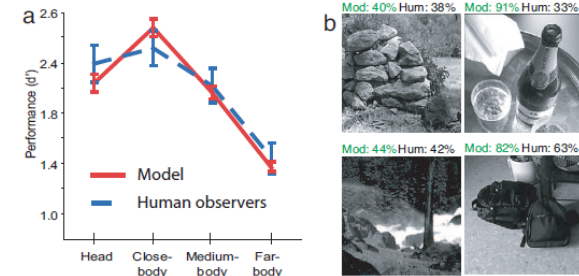 a
b
Mod: 40% Hum: 38%
Mod: 91% Hum: 33%
2.6
2.4
1.8
1.4
1.0
Performance (d')
Model
Human observers
Head
Close-
body
Medium-
body
Far-
body
Mod: 44% Hum: 42%
Mod: 82% Hum: 63%